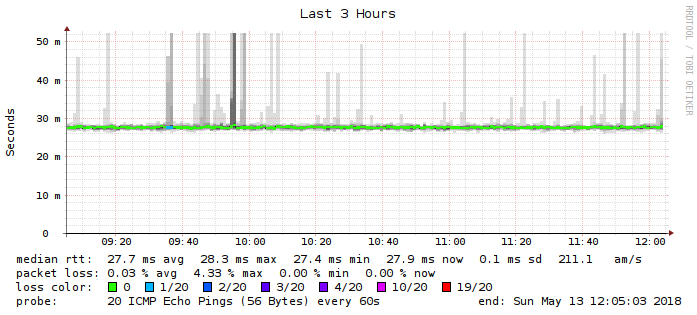 Last 3 Hours
RRDTOOL / TOBI OETIKER
Seconds
50 m
40 m
30 m
20 m
10 m
0
09:20 09:40 10:00 10:20 10:40 11:00 11:20 11:40 12:00
median rtt: 27.7 ms avg 28.3 ms max 27.4 ms min 27.9 ms now 0.1 ms sd 211.1 am/s
packet loss: 0.03 % avg 4.33 % max 0.00 % min 0.00 % now
loss color: 0 1/20 2/20 3/20 4/20 10/20 19/20
probe: 20 ICMP Echo Pings (56 Bytes) every 60s end: Sun May 13 12:05:03 2018